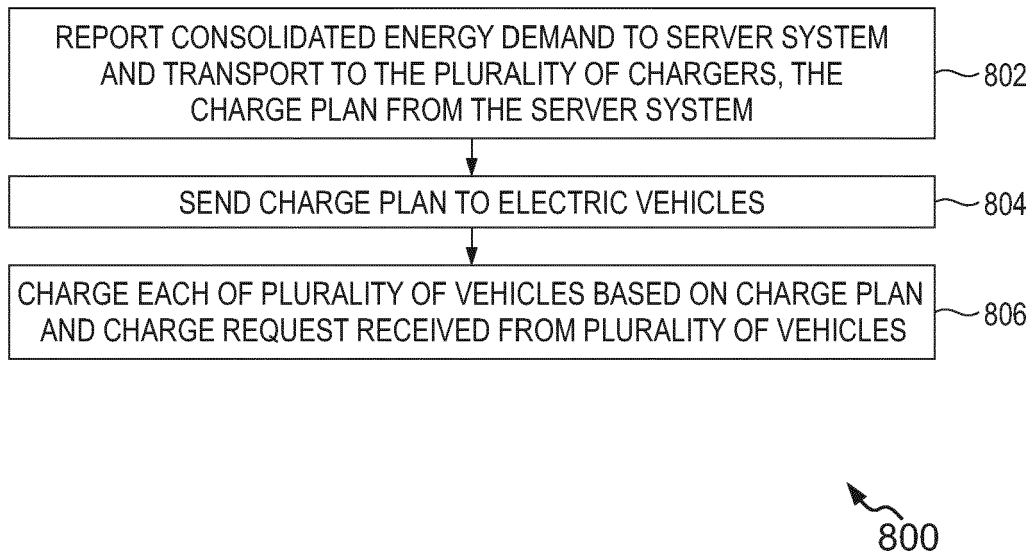 REPORT CONSOLIDATED ENERGY DEMAND TO SERVER SYSTEM
AND TRANSPORT TO THE PLURALITY OF CHARGERS, THE
CHARGE PLAN FROM THE SERVER SYSTEM
802
SEND CHARGE PLAN TO ELECTRIC VEHICLES
804
CHARGE EACH OF PLURALITY OF VEHICLES BASED ON CHARGE PLAN
AND CHARGE REQUEST RECEIVED FROM PLURALITY OF VEHICLES
806
800